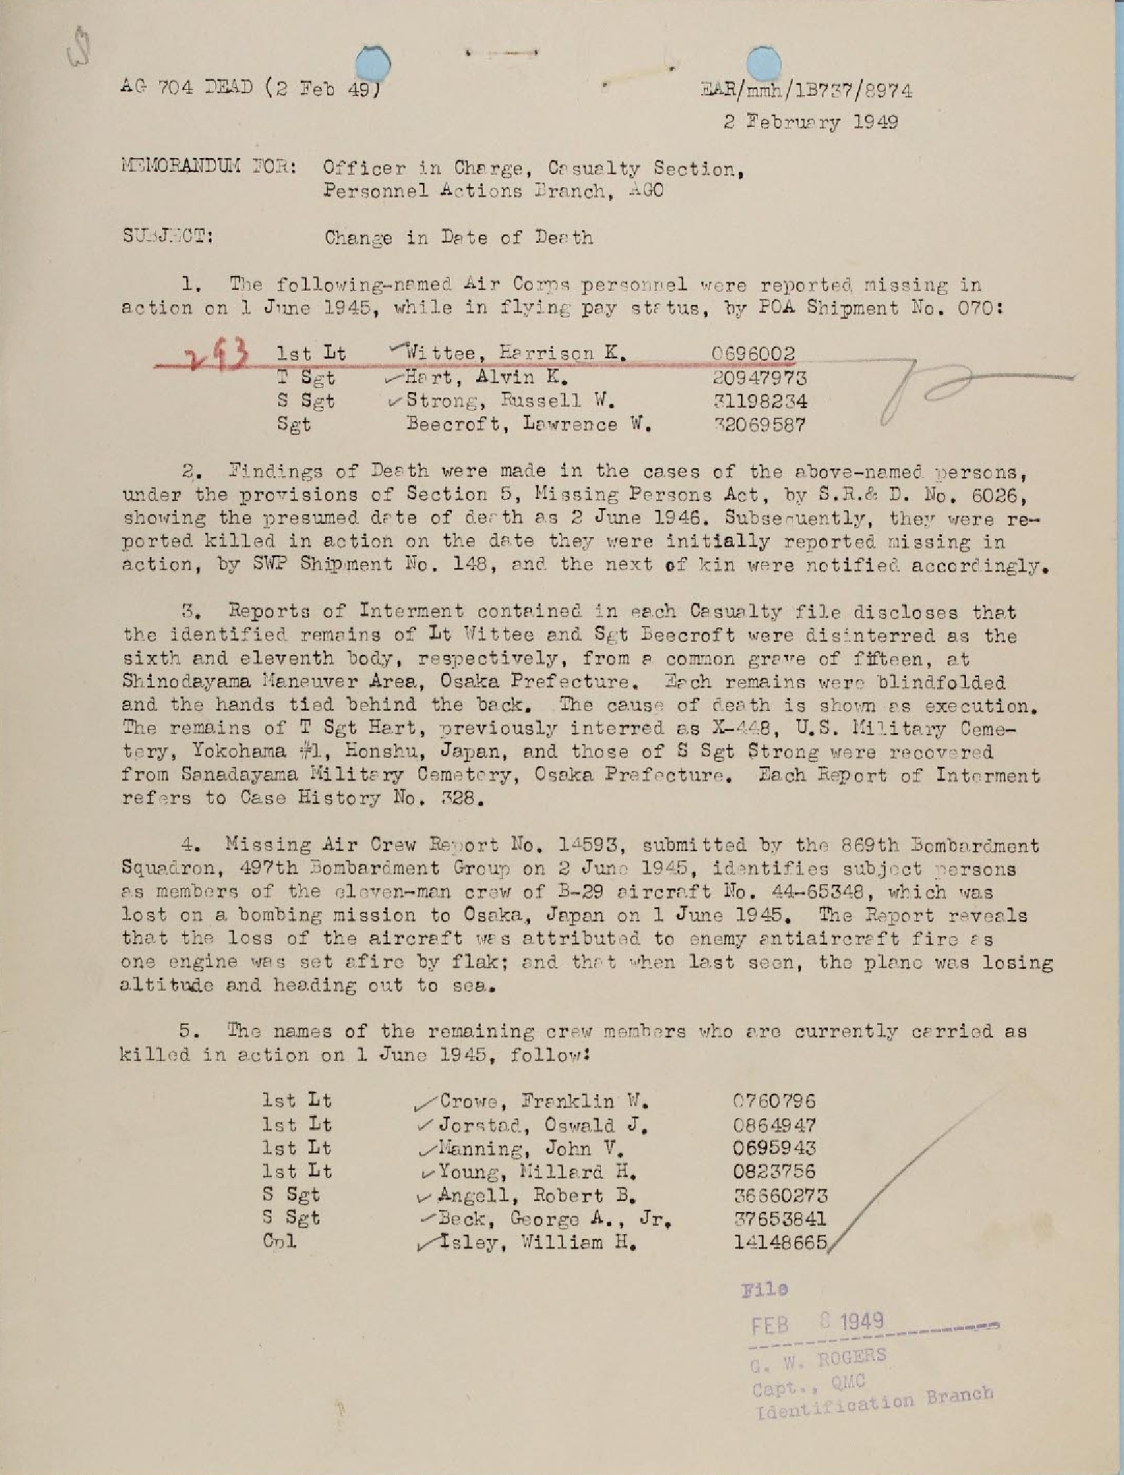 AG 704 DEAD (2 Feb 49)
EAR/mmh/1B737/8974
2 February 1949
MEMORANDUM FOR: Officer in Charge, Casualty Section,
Personnel Actions Branch, AGO
SUBJECT: Change in Date of Death
1. The following-named Air Corps personnel were reported missing in
action on 1 June 1945, while in flying pay status, by POA Shipment No. 070:
293 1st Lt Wittee, Harrison K. 0696002
T Sgt Hart, Alvin K. 20947973
S Sgt Strong, Russell W. 31198234
Sgt Beecroft, Lawrence W. 32069587
2. Findings of Death were made in the cases of the above-named persons,
under the provisions of Section 5, Missing Persons Act, by S.R.& D. No. 6026,
showing the presumed date of death as 2 June 1946. Subsequently, they were re-
ported killed in action on the date they were initially reported missing in
action, by SWP Shipment No. 148, and the next of kin were notified accordingly.
3. Reports of Interment contained in each Casualty file discloses that
the identified remains of Lt Wittee and Sgt Beecroft were disinterred as the
sixth and eleventh body, respectively, from a common grave of fifteen, at
Shinodayama Maneuver Area, Osaka Prefecture. Each remains were blindfolded
and the hands tied behind the back. The cause of death is shown as execution.
The remains of T Sgt Hart, previously interred as X-448, U.S. Military Ceme-
tery, Yokohama #1, Honshu, Japan, and those of S Sgt Strong were recovered
from Sanadayama Military Cemetery, Osaka Prefecture. Each Report of Interment
refers to Case History No. 328.
4. Missing Air Crew Report No. 14593, submitted by the 869th Bombardment
Squadron, 497th Bombardment Group on 2 June 1945, identifies subject persons
as members of the eleven-man crew of B-29 aircraft No. 44-65348, which was
lost on a bombing mission to Osaka, Japan on 1 June 1945. The Report reveals
that the loss of the aircraft was attributed to enemy antiaircraft fire as
one engine was set afire by flak; and that when last seen, the plane was losing
altitude and heading out to sea.
5. The names of the remaining crew members who are currently carried as
killed in action on 1 June 1945, follow:
1st Lt Crowe, Franklin W. 0760796
1st Lt Jorstad, Oswald J. 0864947
1st Lt Manning, John V. 0695943
1st Lt Young, Millard H. 0823756
S Sgt Angell, Robert B. 36660273
S Sgt Beck, George A., Jr. 37653841
Cpl Isley, William H. 14148665
File
FEB 8 1949
G. W. ROGERS
Capt., QMC
Identification Branch